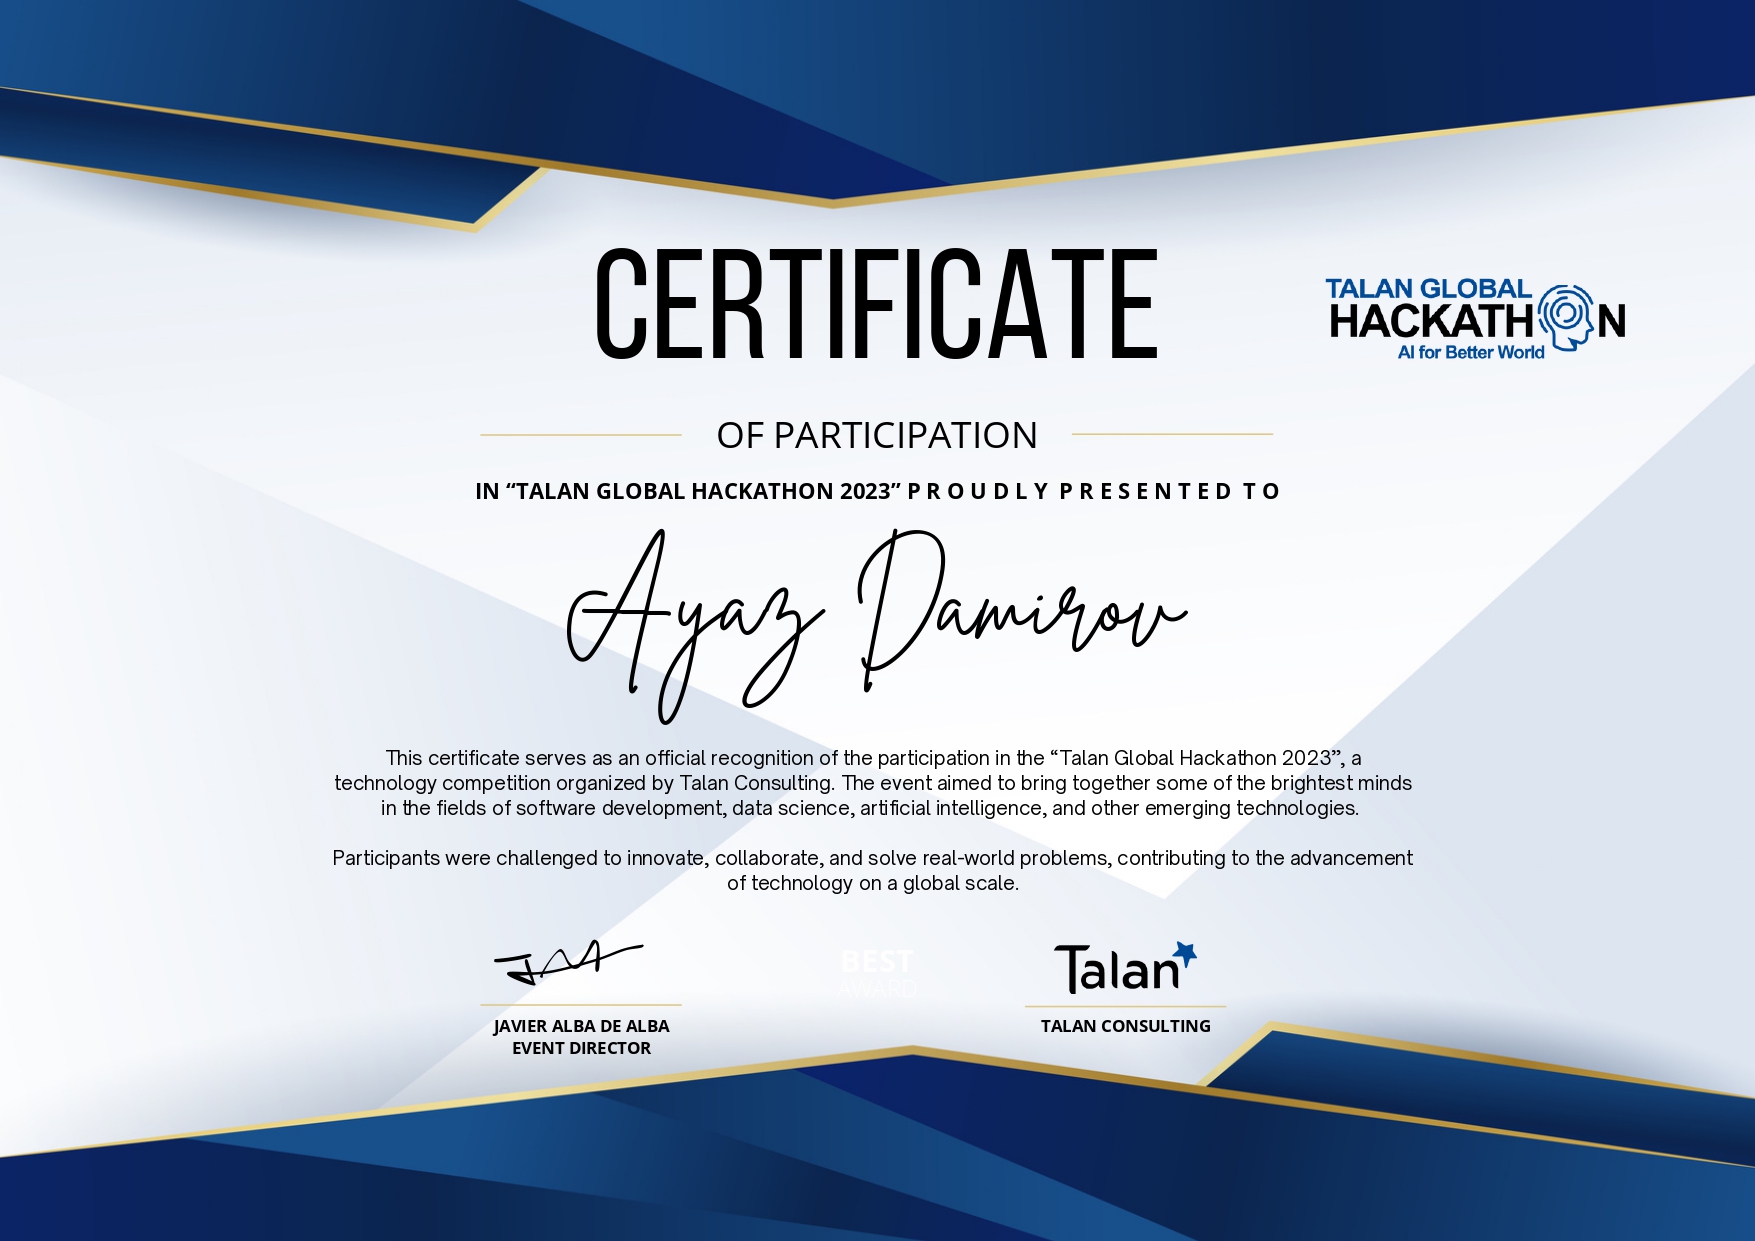 CERTIFICATE
TALAN GLOBAL
HACKATHON
AI for Better World
OF PARTICIPATION
IN “TALAN GLOBAL HACKATHON 2023” PROUDLY PRESENTED TO
Ayaz Damirov
This certificate serves as an official recognition of the participation in the “Talan Global Hackathon 2023”, a
technology competition organized by Talan Consulting. The event aimed to bring together some of the brightest minds
in the fields of software development, data science, artificial intelligence, and other emerging technologies.
Participants were challenged to innovate, collaborate, and solve real-world problems, contributing to the advancement
of technology on a global scale.
BEST
AWARD
Talan
JAVIER ALBA DE ALBA
EVENT DIRECTOR
TALAN CONSULTING